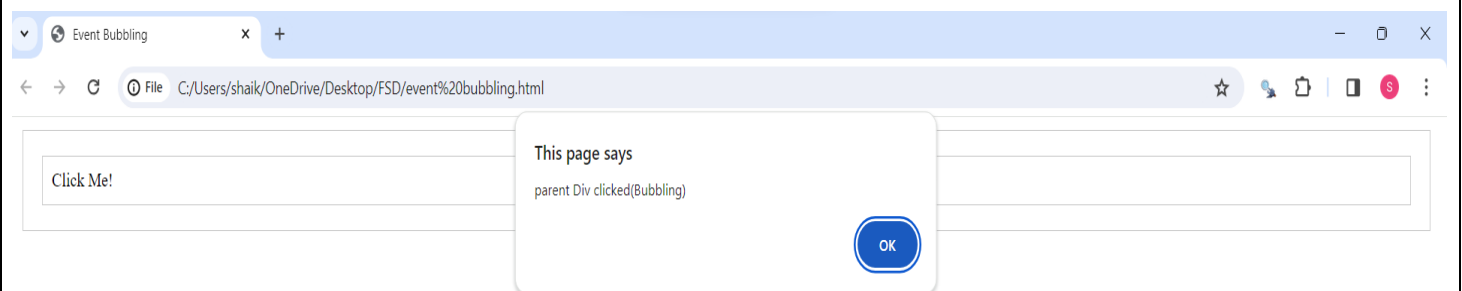 Event Bubbling
File C:/Users/shaik/OneDrive/Desktop/FSD/event%20bubbling.html
S
This page says
Click Me!
parent Div clicked(Bubbling)
OK